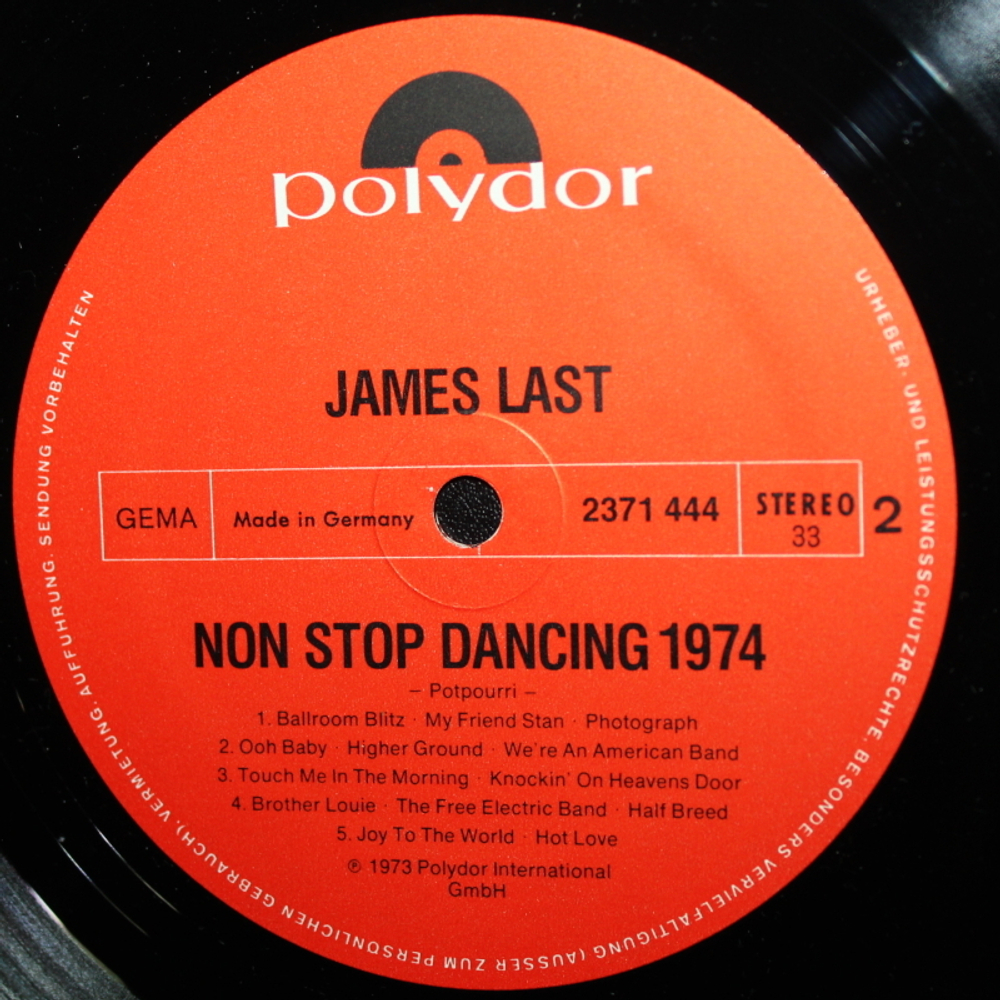 polydor
JAMES LAST
GEMA
Made in Germany
2371 444
STEREO
33
2
NON STOP DANCING 1974
– Potpourri –
1. Ballroom Blitz · My Friend Stan · Photograph
2. Ooh Baby · Higher Ground · We're An American Band
3. Touch Me In The Morning · Knockin' On Heavens Door
4. Brother Louie · The Free Electric Band · Half Breed
5. Joy To The World · Hot Love
℗ 1973 Polydor International
GmbH
URHEBER- UND LEISTUNGSSCHUTZRECHTE, BESONDERS VERVIELFÄLTIGUNG (AUSSER ZUM PERSÖNLICHEN GEBRAUCH), VERMIETUNG, AUFFÜHRUNG, SENDUNG VORBEHALTEN